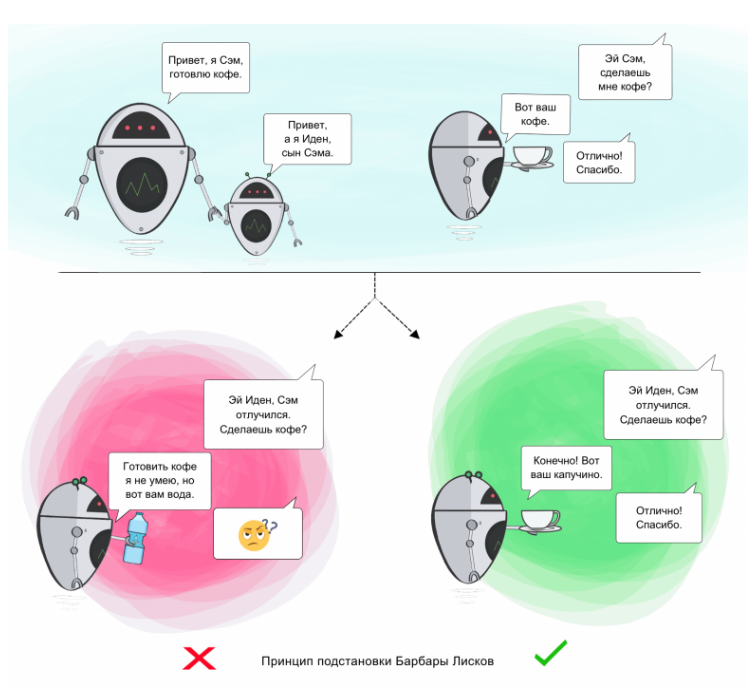 Привет, я Сэм,
готовлю кофе.
Привет,
а я Иден,
сын Сэма.
Эй Сэм,
сделаешь
мне кофе?
Вот ваш
кофе.
Отлично!
Спасибо.
Эй Иден, Сэм
отлучился.
Сделаешь кофе?
Готовить кофе
я не умею, но
вот вам вода.
??
Эй Иден, Сэм
отлучился.
Сделаешь кофе?
Конечно! Вот
ваш капучино.
Отлично!
Спасибо.
Принцип подстановки Барбары Лисков